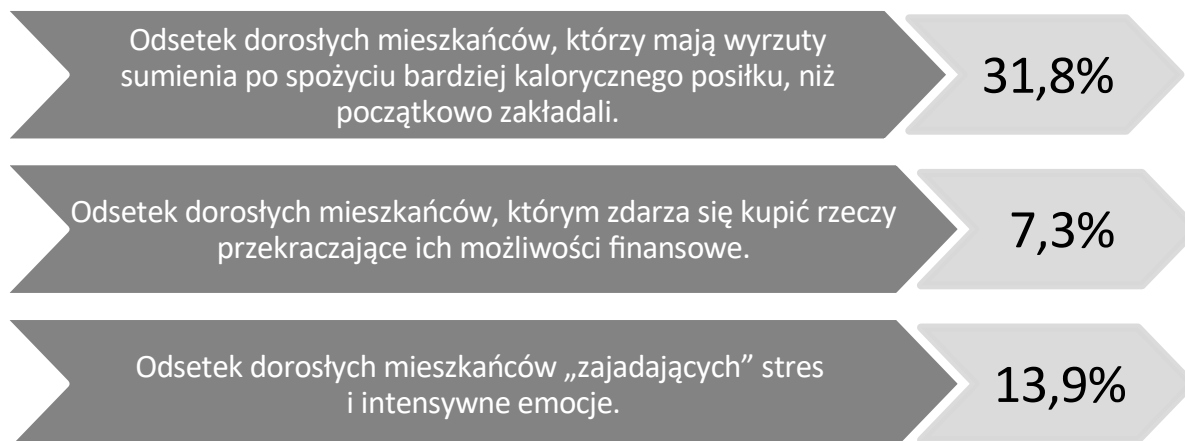 Odsetek dorosłych mieszkańców, którzy mają wyrzuty
sumienia po spożyciu bardziej kalorycznego posiłku, niż
początkowo zakładali.
31,8%
Odsetek dorosłych mieszkańców, którym zdarza się kupić rzeczy
przekraczające ich możliwości finansowe.
7,3%
Odsetek dorosłych mieszkańców „zajadających” stres
i intensywne emocje.
13,9%